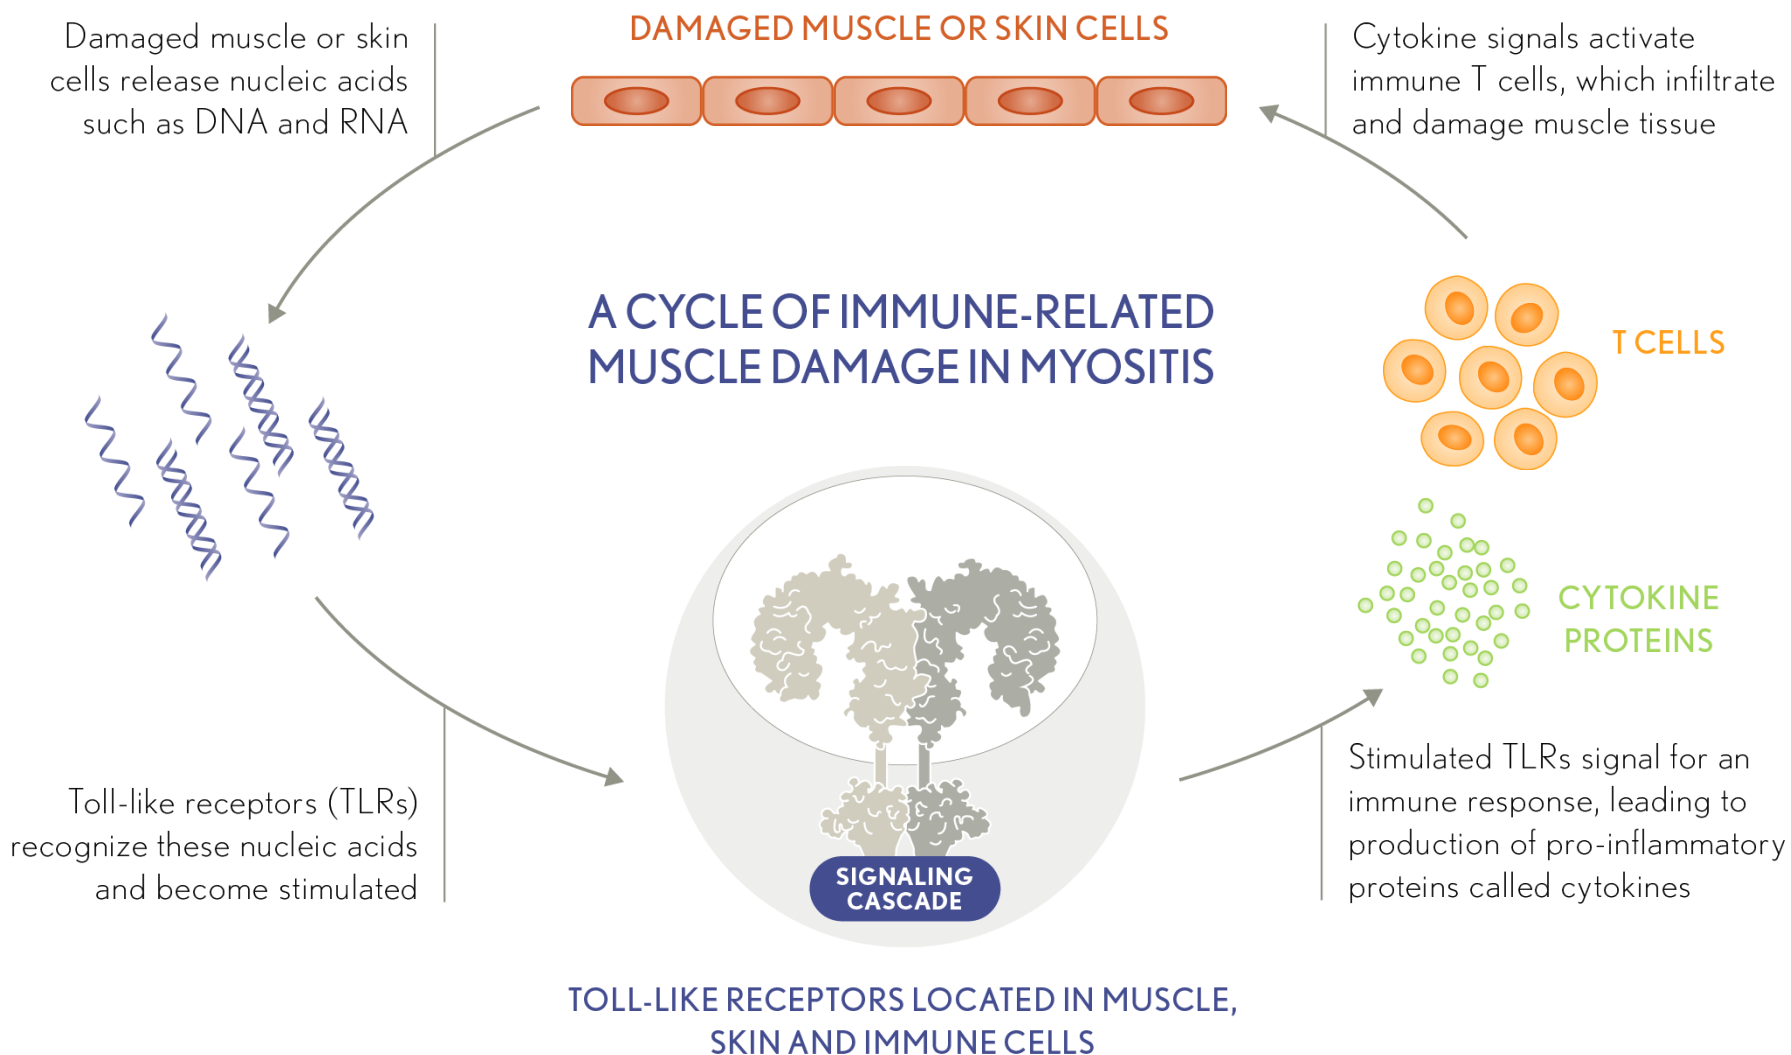 DAMAGED MUSCLE OR SKIN CELLS
Damaged muscle or skin
cells release nucleic acids
such as DNA and RNA
Cytokine signals activate
immune T cells, which infiltrate
and damage muscle tissue
A CYCLE OF IMMUNE-RELATED
MUSCLE DAMAGE IN MYOSITIS
T CELLS
CYTOKINE
PROTEINS
Toll-like receptors (TLRs)
recognize these nucleic acids
and become stimulated
SIGNALING
CASCADE
Stimulated TLRs signal for an
immune response, leading to
production of pro-inflammatory
proteins called cytokines
TOLL-LIKE RECEPTORS LOCATED IN MUSCLE,
SKIN AND IMMUNE CELLS